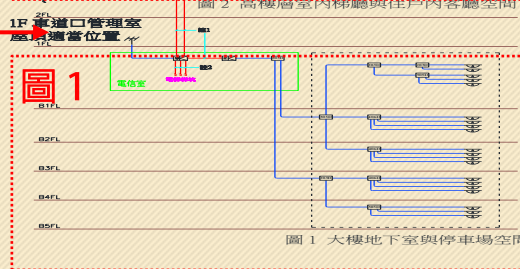 圖 2 高樓層室內梯廳與住戶內各廳空間
2FL
1F 車道口管理室
屋頂適當位置
1FL
圖 1
電信室
B1FL
B2FL
B3FL
B4FL
B5FL
圖 1 大樓地下室與停車場空間